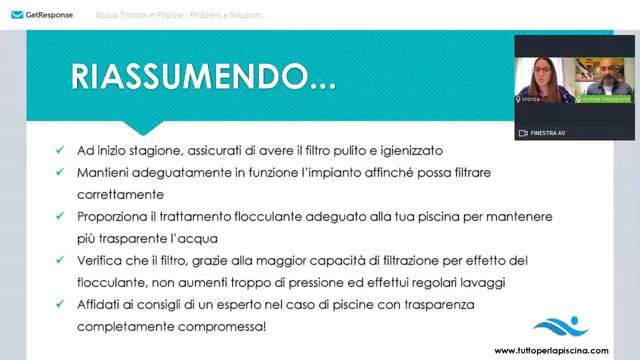 GetResponse
Acqua Torbida in Piscina - Problemi e Soluzioni
RIASSUMENDO...
Monica
Andrea Malpignano
FINESTRA AV
Ad inizio stagione, assicurati di avere il filtro pulito e igienizzato
Mantieni adeguatamente in funzione l'impianto affinché possa filtrare
correttamente
Proporziona il trattamento flocculante adeguato alla tua piscina per mantenere
più trasparente l'acqua
Verifica che il filtro, grazie alla maggior capacità di filtrazione per effetto del
flocculante, non aumenti troppo di pressione ed effettui regolari lavaggi
Affidati ai consigli di un esperto nel caso di piscine con trasparenza
completamente compromessa!
www.tuttoperlapiscina.com